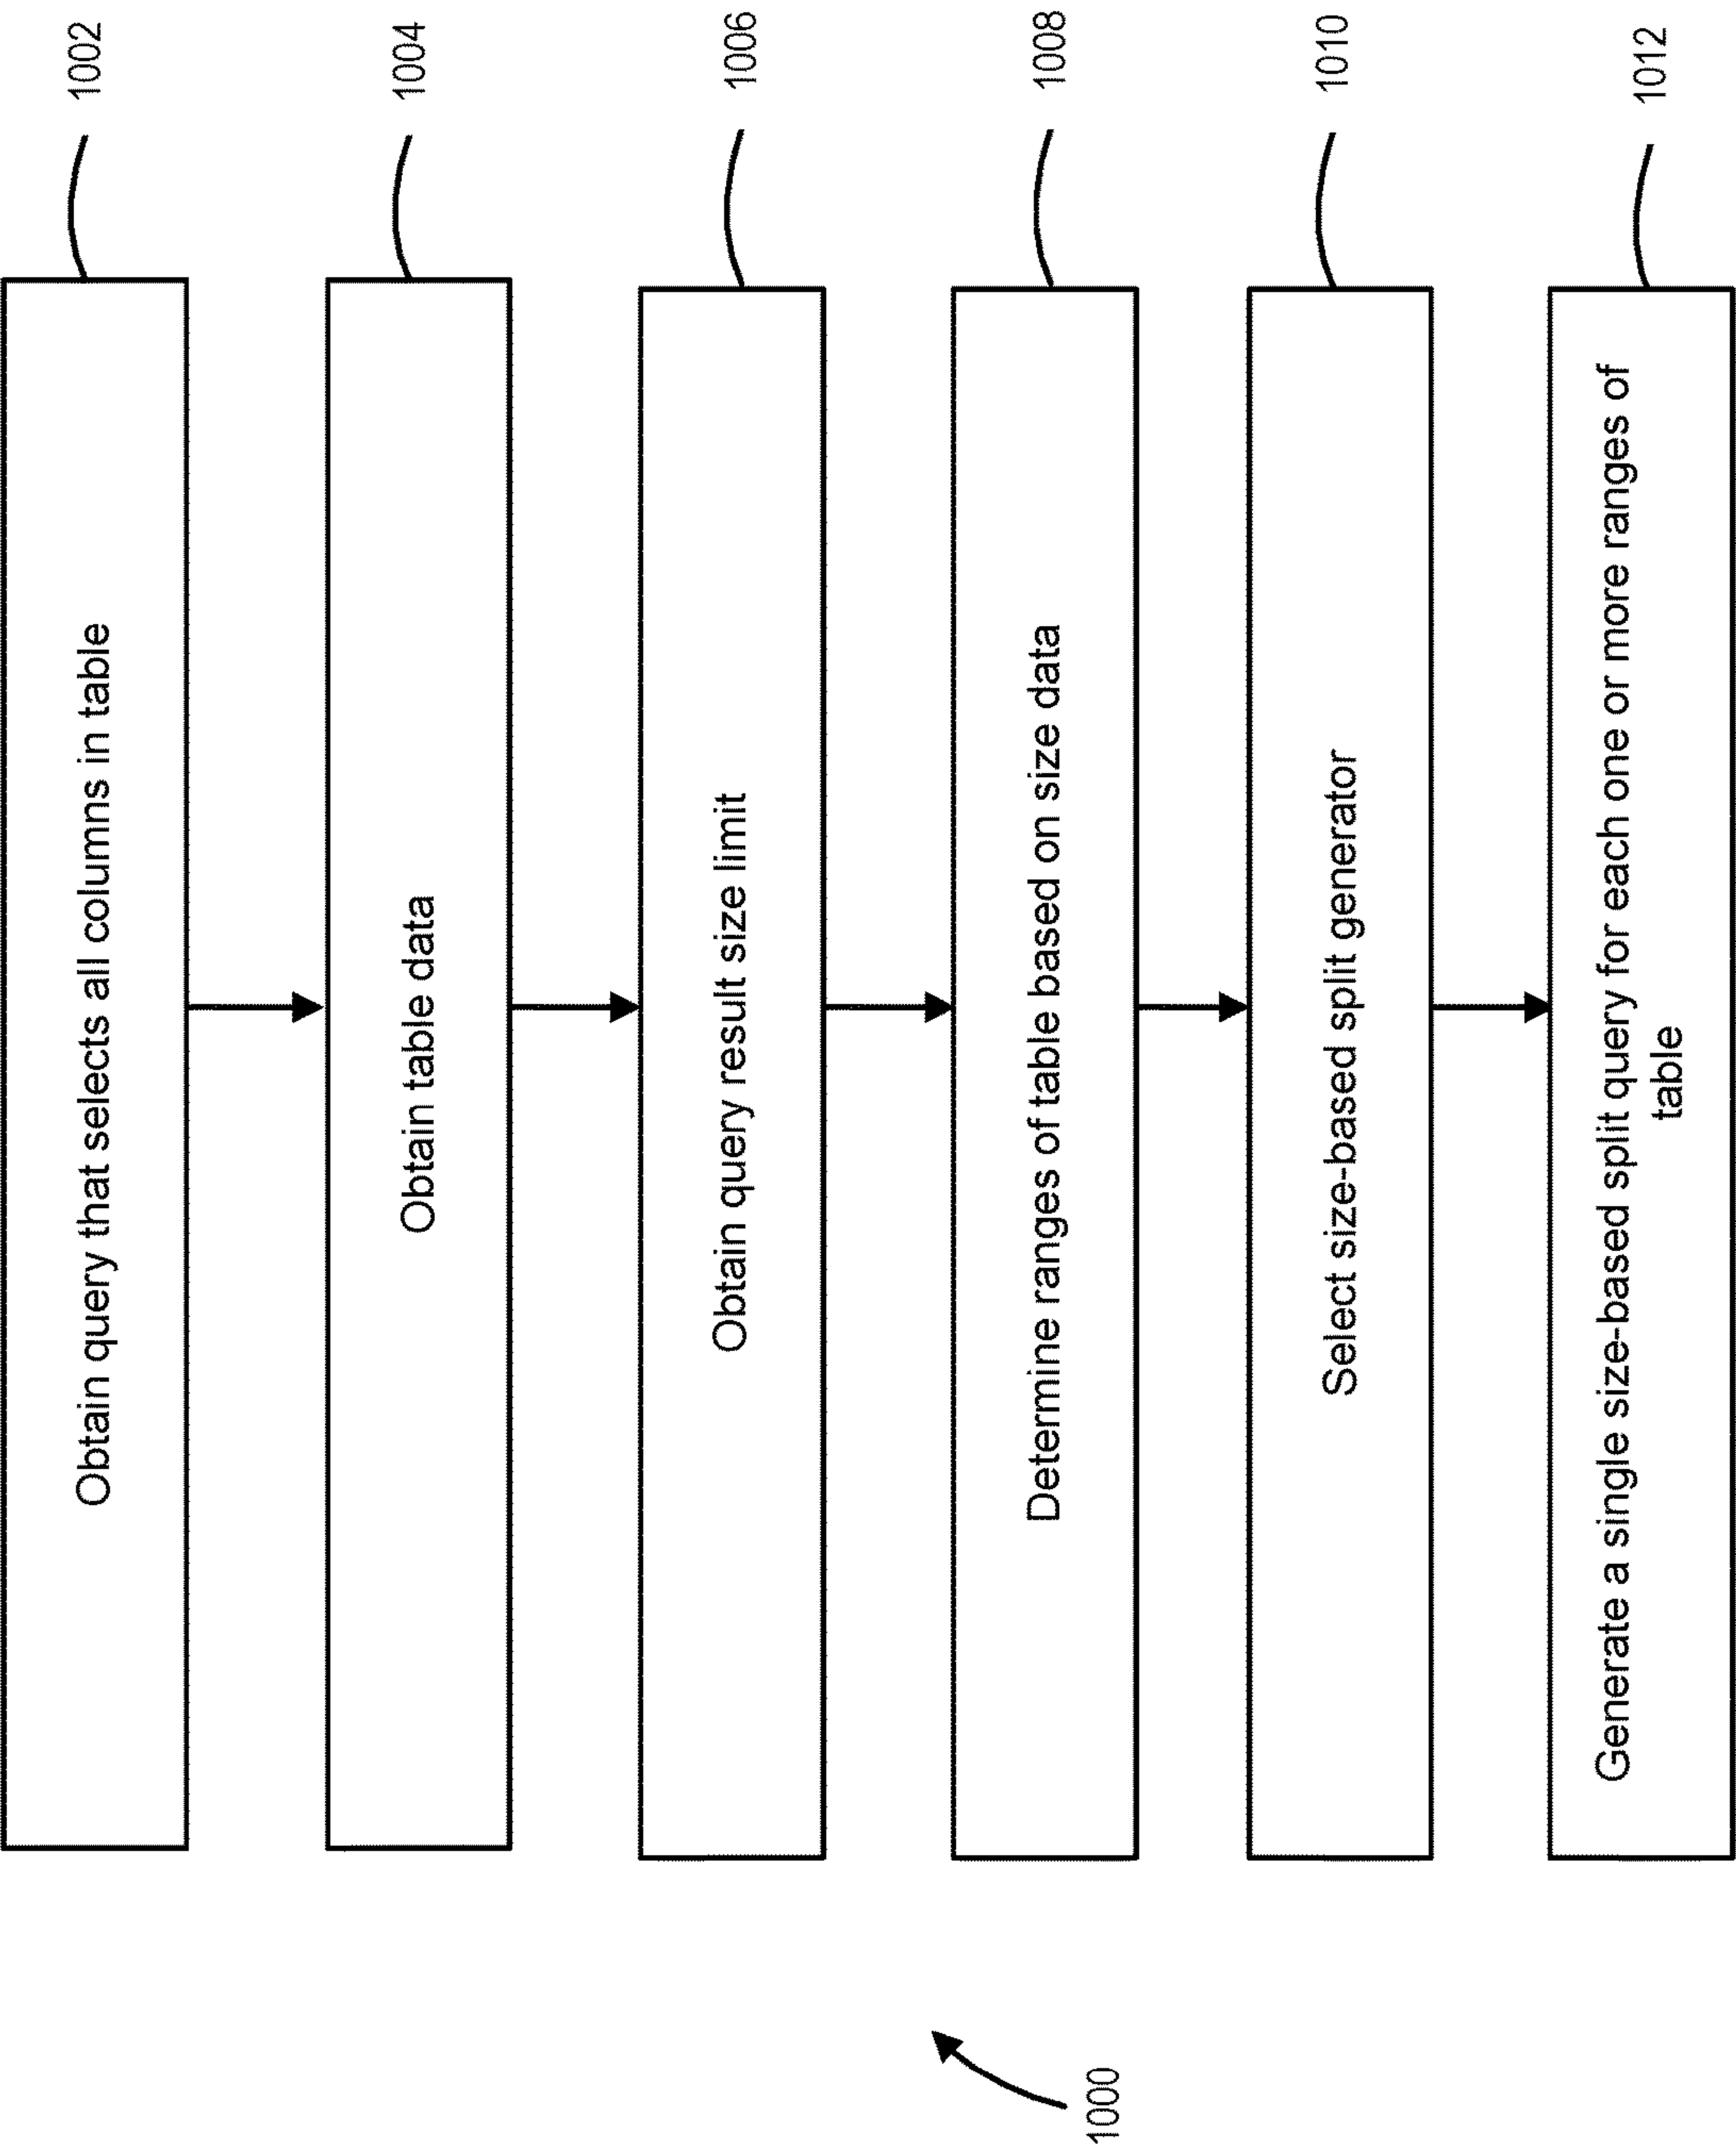 Obtain query that selects all columns in table
1002
Obtain table data
1004
Obtain query result size limit
1006
Determine ranges of table based on size data
1008
Select size-based split generator
1010
Generate a single size-based split query for each one or more ranges of
table
1012
1000